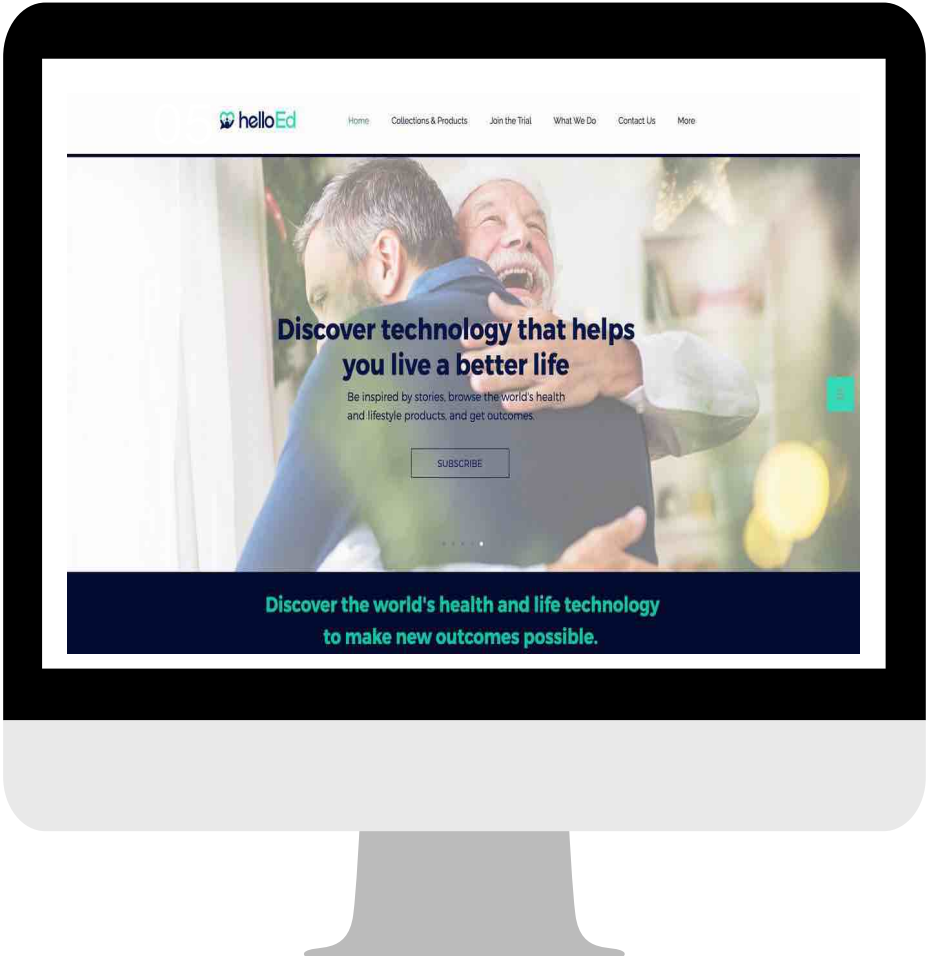 helloEd
Home Collections & Products Join the Trial What We Do Contact Us More
Discover technology that helps
you live a better life
Be inspired by stories, browse the world's health
and lifestyle products, and get outcomes.
SUBSCRIBE
Discover the world's health and life technology
to make new outcomes possible.